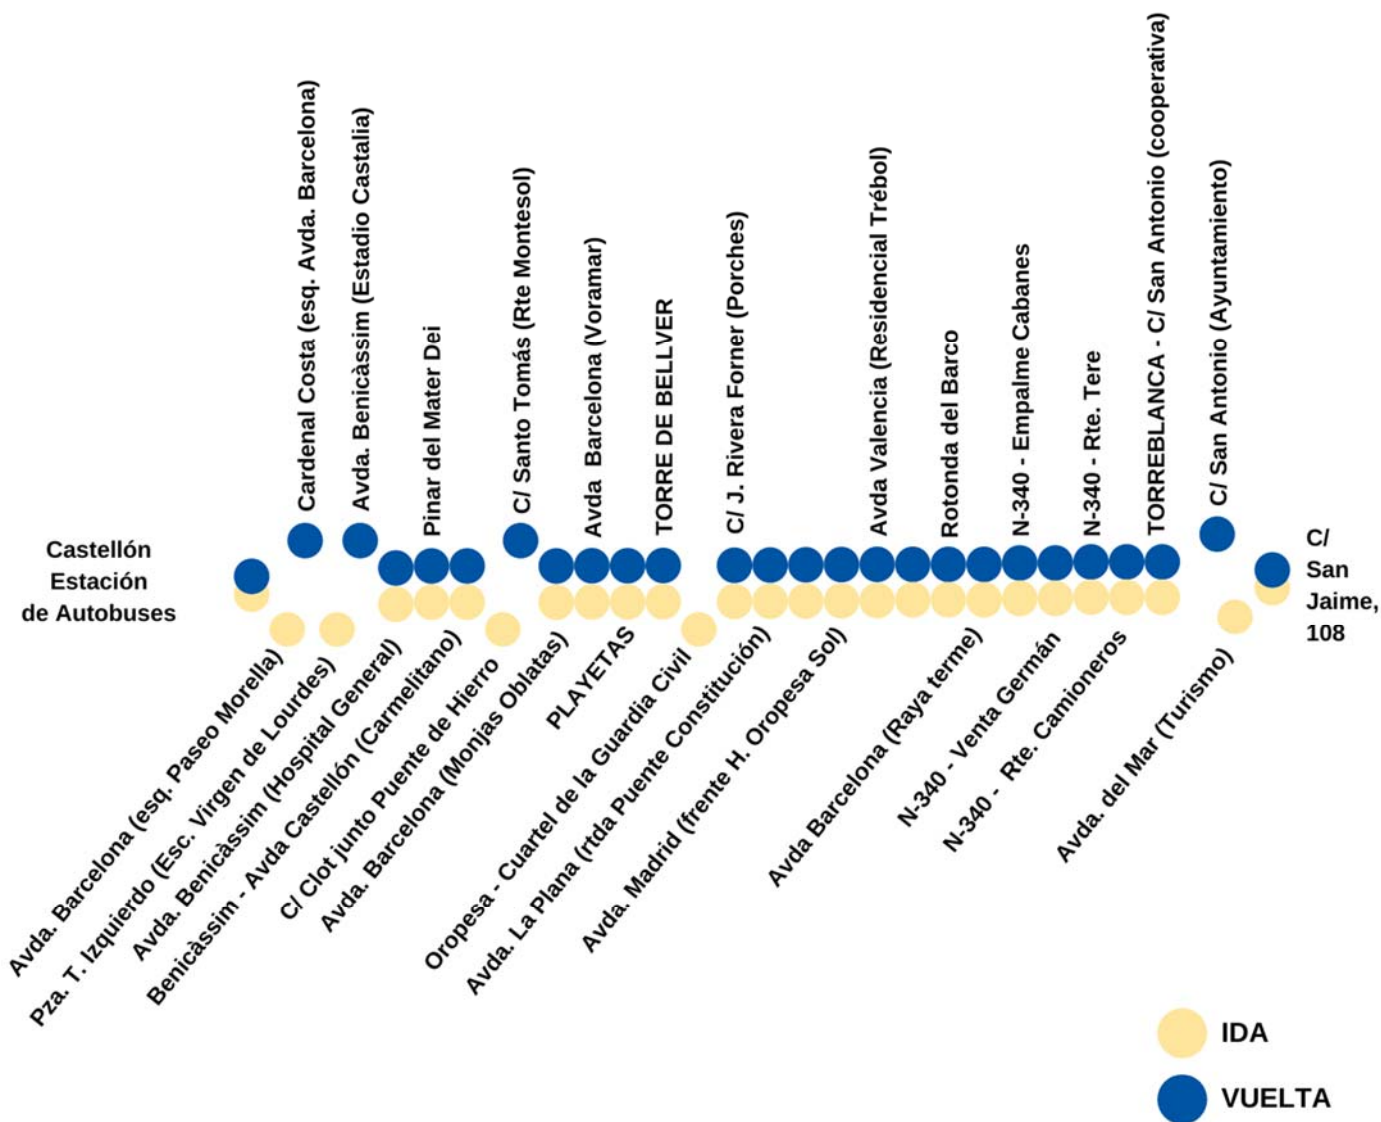 Castellón
Estación
de Autobuses
Cardenal Costa (esq. Avda. Barcelona)
Avda. Benicàssim (Estadio Castalia)
Pinar del Mater Dei
C/ Santo Tomás (Rte Montesol)
Avda  Barcelona (Voramar)
TORRE DE BELLVER
C/ J. Rivera Forner (Porches)
Avda Valencia (Residencial Trébol)
Rotonda del Barco
N-340 - Empalme Cabanes
N-340 - Rte. Tere
TORREBLANCA - C/ San Antonio (cooperativa)
C/ San Antonio (Ayuntamiento)
C/
San
Jaime,
108
Avda. Barcelona (esq. Paseo Morella)
Pza. T. Izquierdo (Esc. Virgen de Lourdes)
Avda. Benicàssim (Hospital General)
Benicàssim - Avda Castellón (Carmelitano)
C/ Clot junto Puente de Hierro
Avda. Barcelona (Monjas Oblatas)
PLAYETAS
Oropesa - Cuartel de la Guardia Civil
Avda. La Plana (rtda Puente Constitución)
Avda. Madrid (frente H. Oropesa Sol)
Avda Barcelona (Raya terme)
N-340 - Venta Germán
N-340 - Rte. Camioneros
Avda. del Mar (Turismo)
IDA
VUELTA